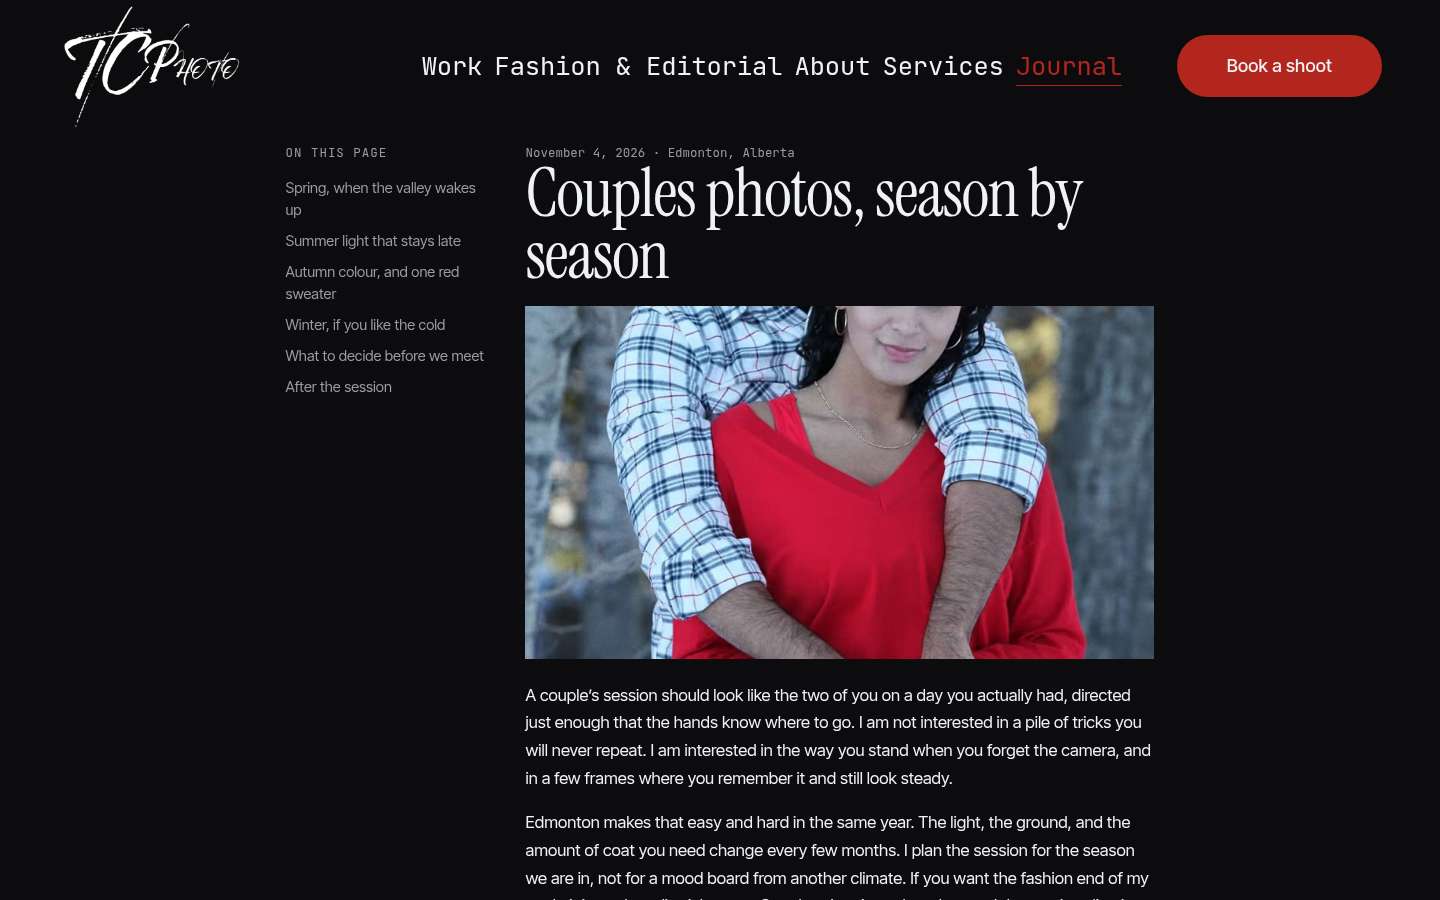 TCPHOTO
Work Fashion & Editorial About Services Journal
Book a shoot
ON THIS PAGE
Spring, when the valley wakes
up
Summer light that stays late
Autumn colour, and one red
sweater
Winter, if you like the cold
What to decide before we meet
After the session
November 4, 2026 · Edmonton, Alberta
Couples photos, season by
season
A couple’s session should look like the two of you on a day you actually had, directed
just enough that the hands know where to go. I am not interested in a pile of tricks you
will never repeat. I am interested in the way you stand when you forget the camera, and
in a few frames where you remember it and still look steady.
Edmonton makes that easy and hard in the same year. The light, the ground, and the
amount of coat you need change every few months. I plan the session for the season
we are in, not for a mood board from another climate. If you want the fashion end of my